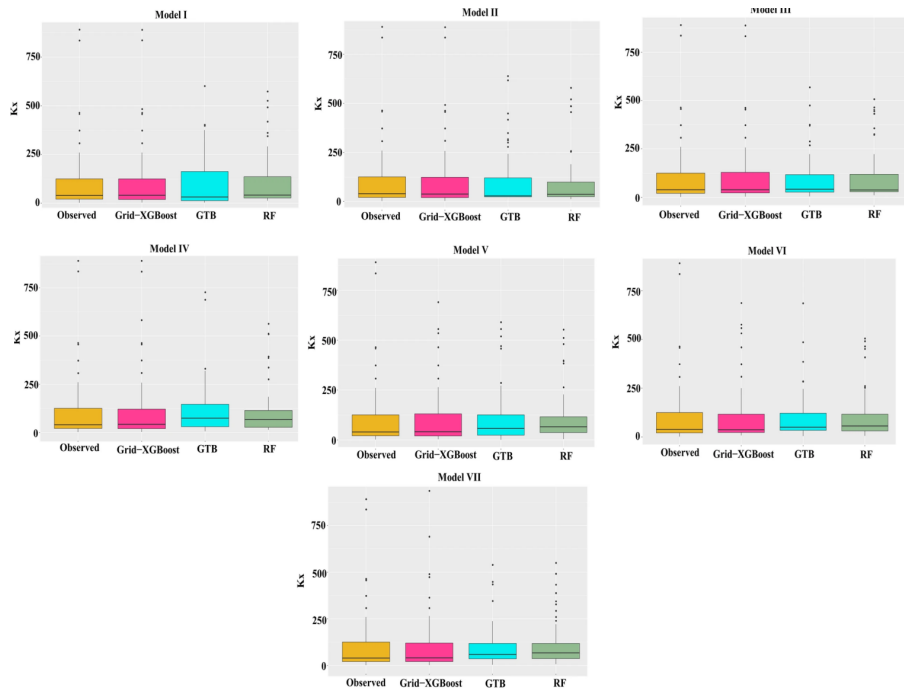 Model I
Model II
Model III
Kx
750
500
250
0
Observed
Grid−XGBoost
GTB
RF
Kx
750
500
250
0
Observed
Grid−XGBoost
GTB
RF
Kx
750
500
250
0
Observed
Grid−XGBoost
GTB
RF
Model IV
Model V
Model VI
Kx
750
500
250
0
Observed
Grid−XGBoost
GTB
RF
Kx
750
500
250
0
Observed
Grid−XGBoost
GTB
RF
Kx
750
500
250
0
Observed
Grid−XGBoost
GTB
RF
Model VII
Kx
750
500
250
0
Observed
Grid−XGBoost
GTB
RF